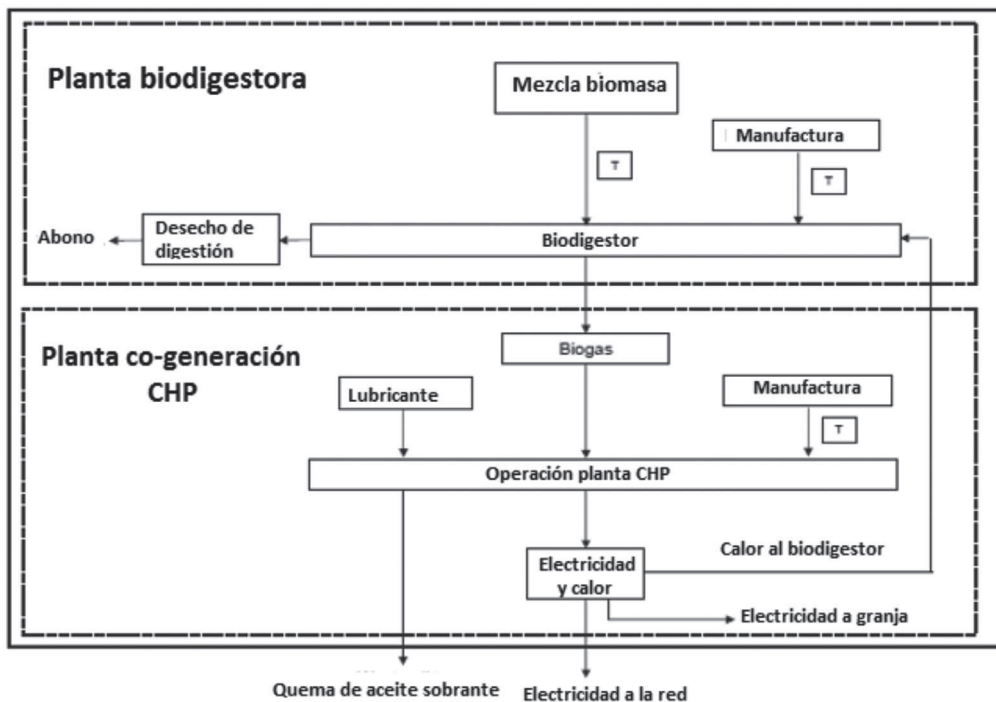 Planta biodigestora
Mezcla biomasa
Manufactura
T
T
Abono
Desecho de
digestión
Biodigestor
Planta co-generación
CHP
Biogas
Lubricante
Manufactura
T
Operación planta CHP
Electricidad
y calor
Calor al biodigestor
Electricidad a granja
Quema de aceite sobrante
Electricidad a la red